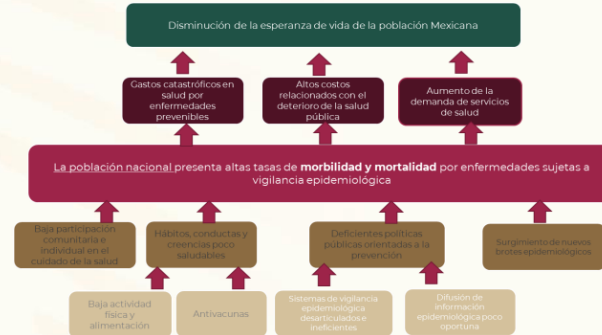 Disminución de la esperanza de vida de la población Mexicana
Gastos catastróficos en
salud por
enfermedades
prevenibles
Altos costos
relacionados con el
deterioro de la salud
pública
Aumento de la
demanda de servicios
de salud
La población nacional presenta altas tasas de morbilidad y mortalidad por enfermedades sujetas a
vigilancia epidemiológica
Baja participación
comunitaria e
individual en el
cuidado de la salud
Hábitos, conductas y
creencias poco
saludables
Deficientes políticas
públicas orientadas a la
prevención
Surgimiento de nuevos
brotes epidemiológicos
Baja actividad
física y
alimentación
Antivacunas
Sistemas de vigilancia
epidemiológica
desarticulados e
ineficientes
Difusión de
información
epidemiológica poco
oportuna